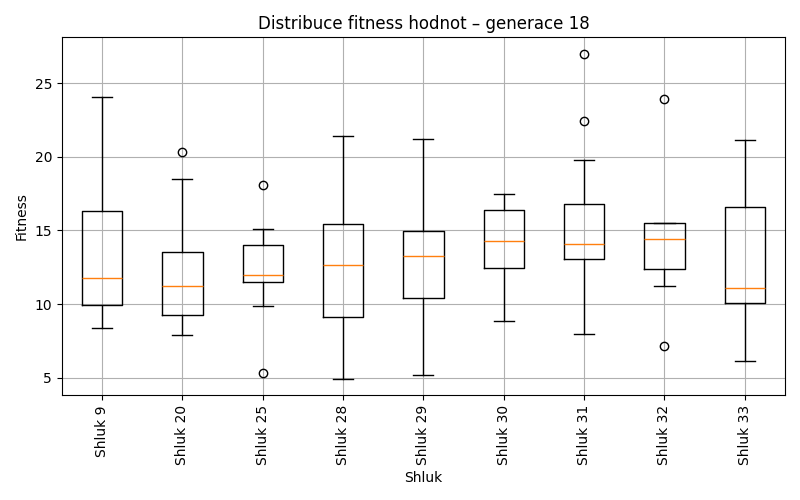 Distribuce fitness hodnot – generace 18
Fitness
25
20
15
10
5
Shluk 9
Shluk 20
Shluk 25
Shluk 28
Shluk 29
Shluk 30
Shluk 31
Shluk 32
Shluk 33
Shluk